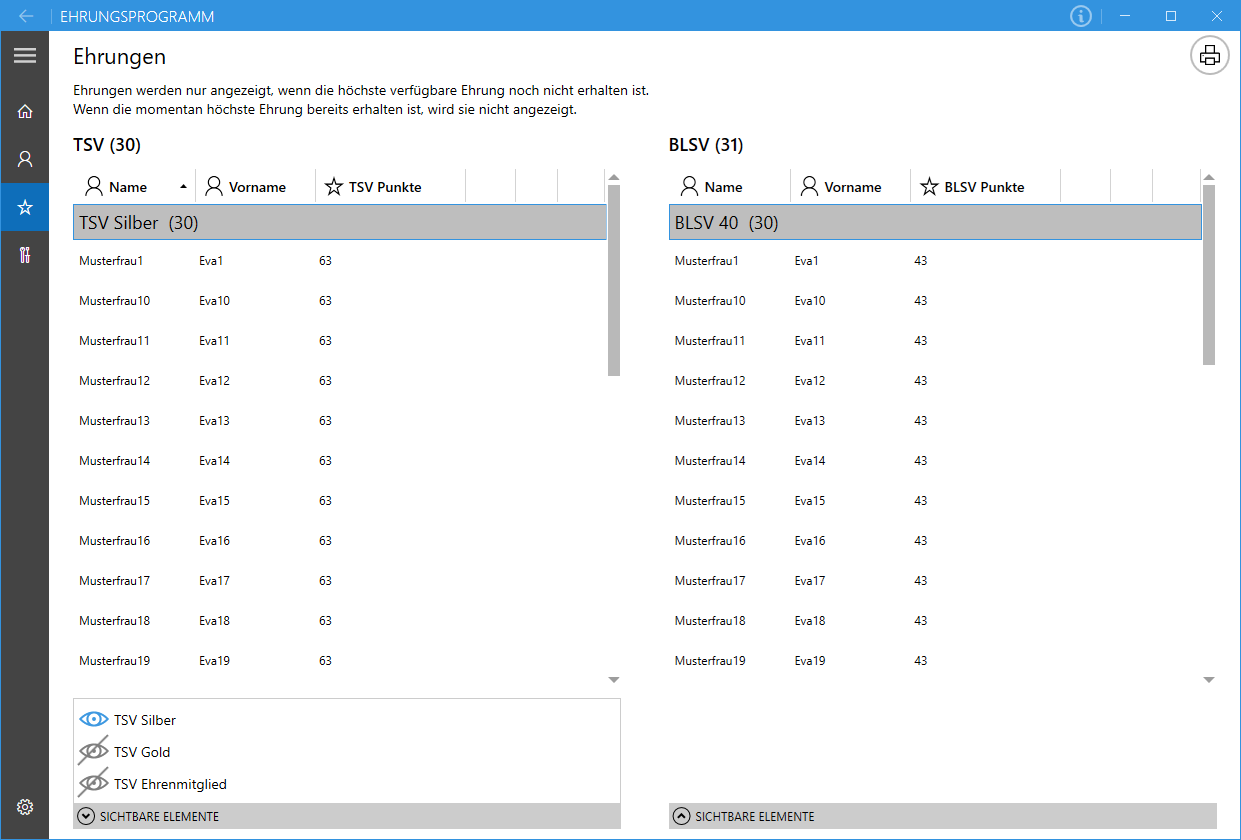 EHRUNGSPROGRAMM
Ehrungen
Ehrungen werden nur angezeigt, wenn die höchste verfügbare Ehrung noch nicht erhalten ist.
Wenn die momentan höchste Ehrung bereits erhalten ist, wird sie nicht angezeigt.
TSV (30)
Name Vorname TSV Punkte
TSV Silber (30)
Musterfrau1 Eva1 63
Musterfrau10 Eva10 63
Musterfrau11 Eva11 63
Musterfrau12 Eva12 63
Musterfrau13 Eva13 63
Musterfrau14 Eva14 63
Musterfrau15 Eva15 63
Musterfrau16 Eva16 63
Musterfrau17 Eva17 63
Musterfrau18 Eva18 63
Musterfrau19 Eva19 63
TSV Silber
TSV Gold
TSV Ehrenmitglied
SICHTBARE ELEMENTE
BLSV (31)
Name Vorname BLSV Punkte
BLSV 40 (30)
Musterfrau1 Eva1 43
Musterfrau10 Eva10 43
Musterfrau11 Eva11 43
Musterfrau12 Eva12 43
Musterfrau13 Eva13 43
Musterfrau14 Eva14 43
Musterfrau15 Eva15 43
Musterfrau16 Eva16 43
Musterfrau17 Eva17 43
Musterfrau18 Eva18 43
Musterfrau19 Eva19 43
SICHTBARE ELEMENTE